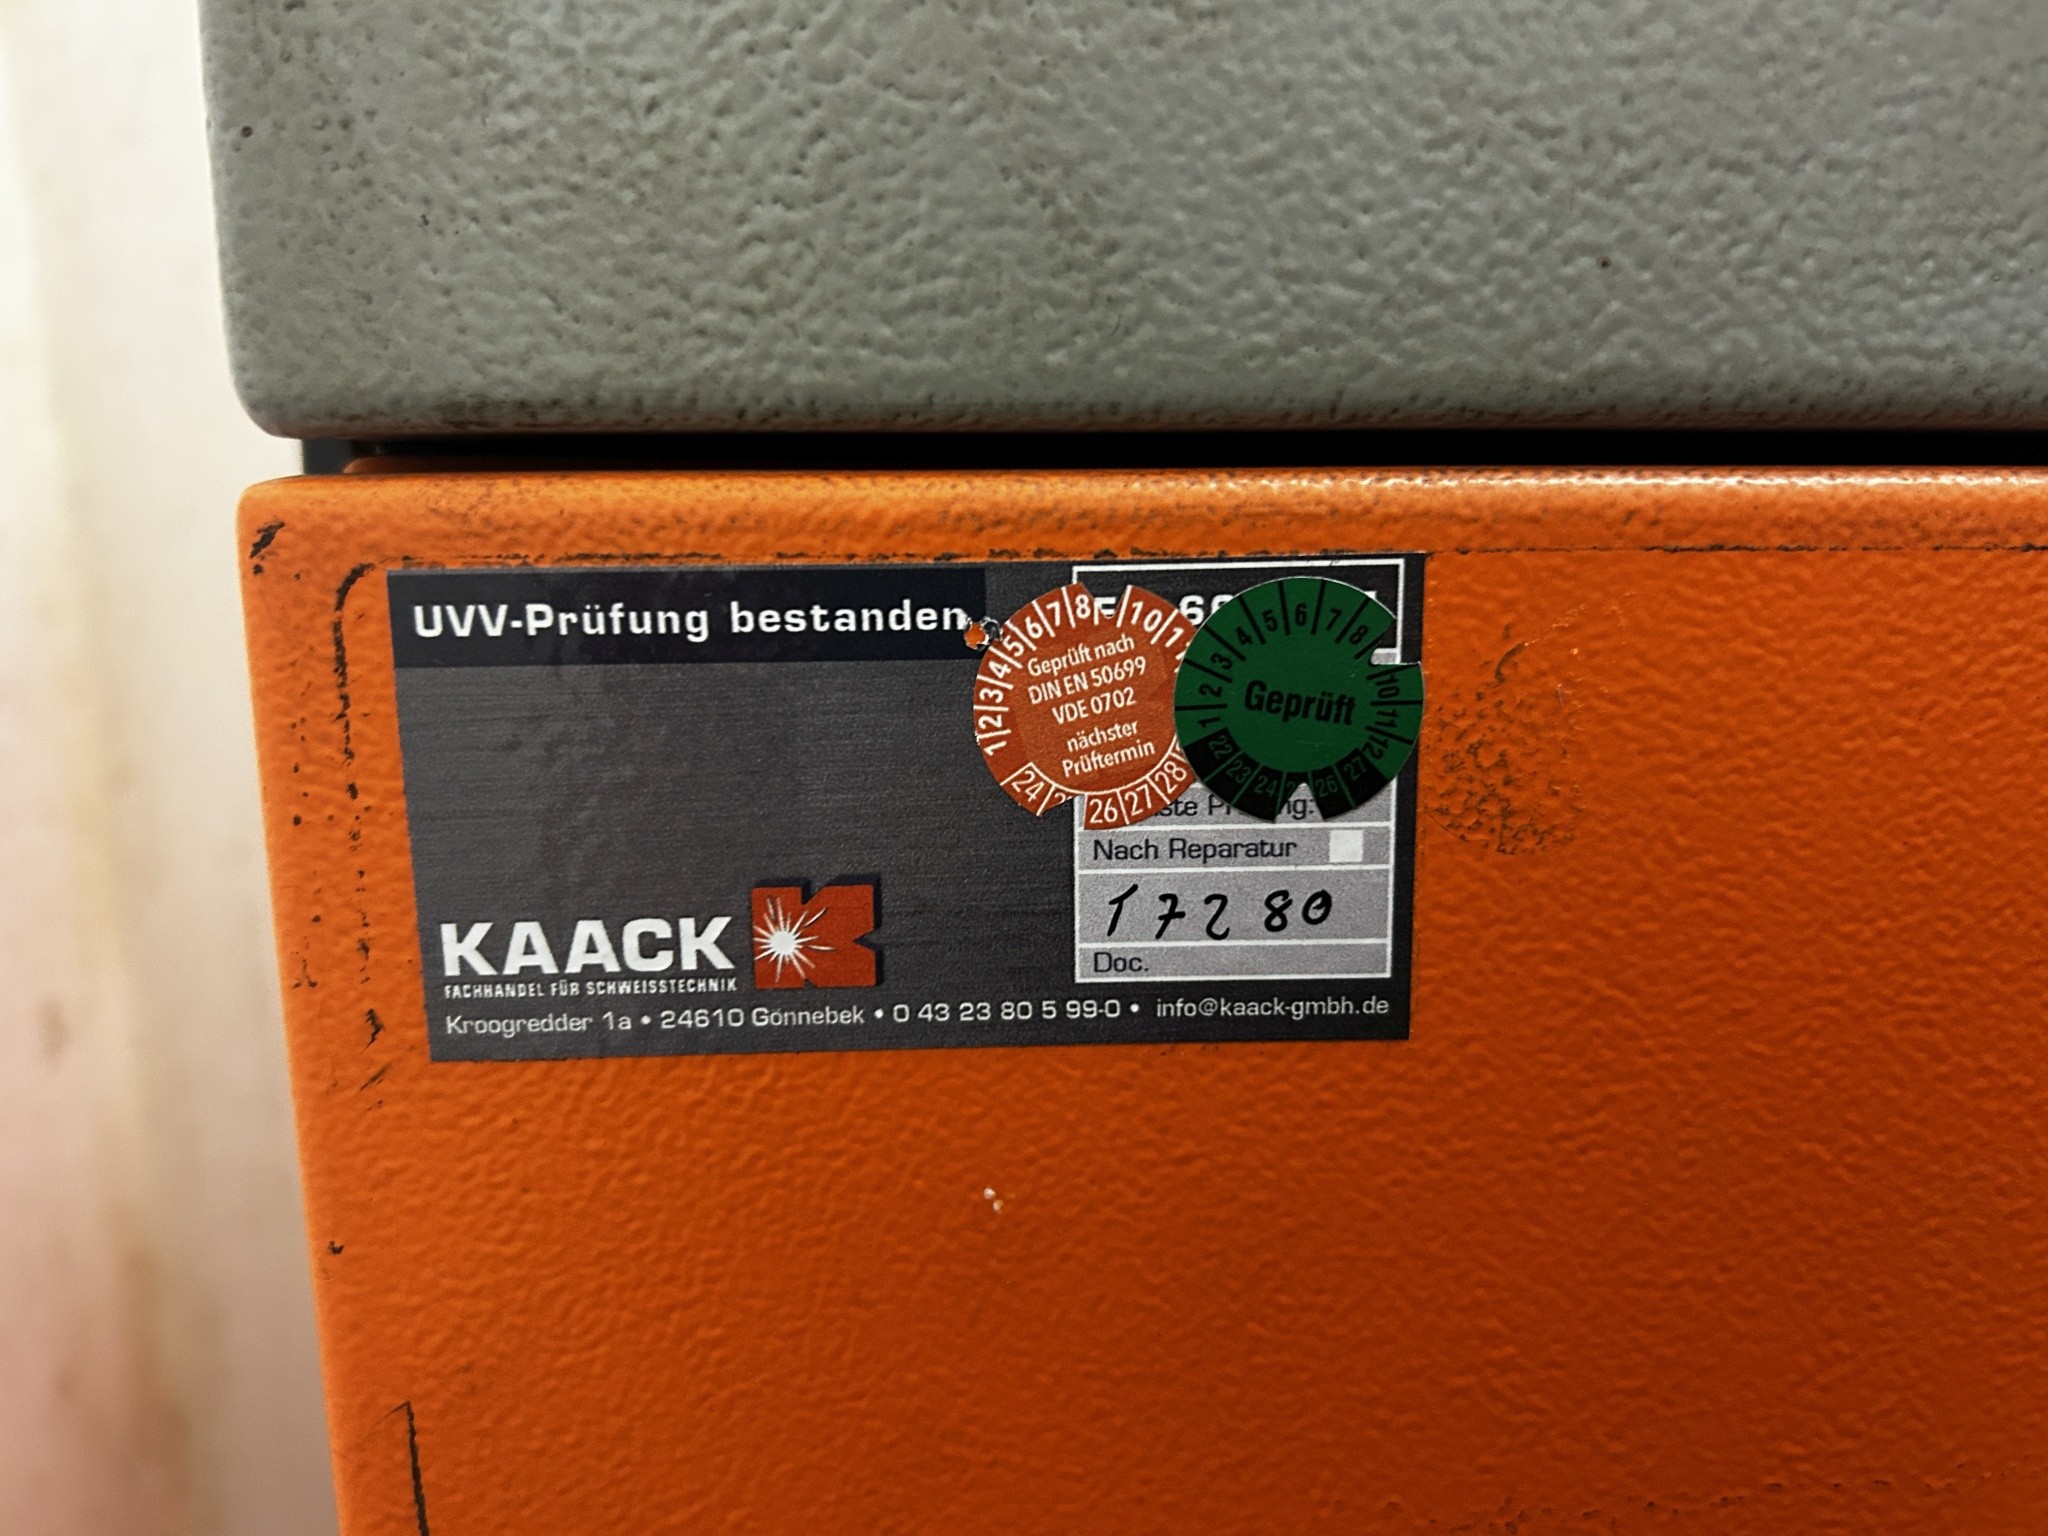 UVV-Prüfung bestanden
1 2 3 4 5 6 7 8 10 11
Geprüft nach
DIN EN 50699
VDE 0702
nächster
Prüftermin
24 26 27 28
1 2 3 4 5 6 7 8 10 11 12
Geprüft
22 23 24 26 27
Nach Reparatur
17280
Doc.
KAACK
FACHHANDEL FÜR SCHWEISSTECHNIK
Kroogredder 1a • 24610 Gönnebek • 0 43 23 80 5 99-0 • info@kaack-gmbh.de